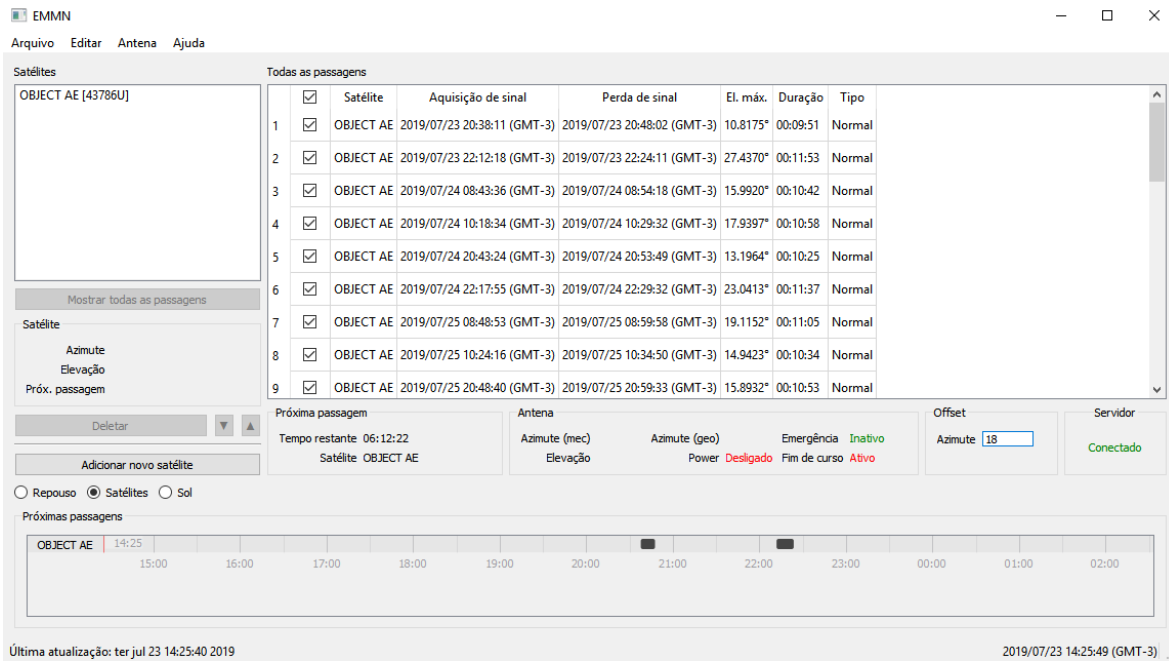 EMMN
Arquivo Editar Antena Ajuda
Satélites
OBJECT AE [43786U]
Mostrar todas as passagens
Satélite
Azimute
Elevação
Próx. passagem
Deletar
Adicionar novo satélite
Todas as passagens
Satélite Aquisição de sinal Perda de sinal El. máx. Duração Tipo
1 OBJECT AE 2019/07/23 20:38:11 (GMT-3) 2019/07/23 20:48:02 (GMT-3) 10.8175° 00:09:51 Normal
2 OBJECT AE 2019/07/23 22:12:18 (GMT-3) 2019/07/23 22:24:11 (GMT-3) 27.4370° 00:11:53 Normal
3 OBJECT AE 2019/07/24 08:43:36 (GMT-3) 2019/07/24 08:54:18 (GMT-3) 15.9920° 00:10:42 Normal
4 OBJECT AE 2019/07/24 10:18:34 (GMT-3) 2019/07/24 10:29:32 (GMT-3) 17.9397° 00:10:58 Normal
5 OBJECT AE 2019/07/24 20:43:24 (GMT-3) 2019/07/24 20:53:49 (GMT-3) 13.1964° 00:10:25 Normal
6 OBJECT AE 2019/07/24 22:17:55 (GMT-3) 2019/07/24 22:29:32 (GMT-3) 23.0413° 00:11:37 Normal
7 OBJECT AE 2019/07/25 08:48:53 (GMT-3) 2019/07/25 08:59:58 (GMT-3) 19.1152° 00:11:05 Normal
8 OBJECT AE 2019/07/25 10:24:16 (GMT-3) 2019/07/25 10:34:50 (GMT-3) 14.9423° 00:10:34 Normal
9 OBJECT AE 2019/07/25 20:48:40 (GMT-3) 2019/07/25 20:59:33 (GMT-3) 15.8932° 00:10:53 Normal
Próxima passagem
Tempo restante 06:12:22
Satélite OBJECT AE
Antena
Azimute (mec) Azimute (geo) Emergência Inativo
Elevação Power Desligado Fim de curso Ativo
Offset
Azimute 18
Servidor
Conectado
Repouso Satélites Sol
Próximas passagens
OBJECT AE 14:25
15:00 16:00 17:00 18:00 19:00 20:00 21:00 22:00 23:00 00:00 01:00 02:00
Última atualização: ter jul 23 14:25:40 2019
2019/07/23 14:25:49 (GMT-3)